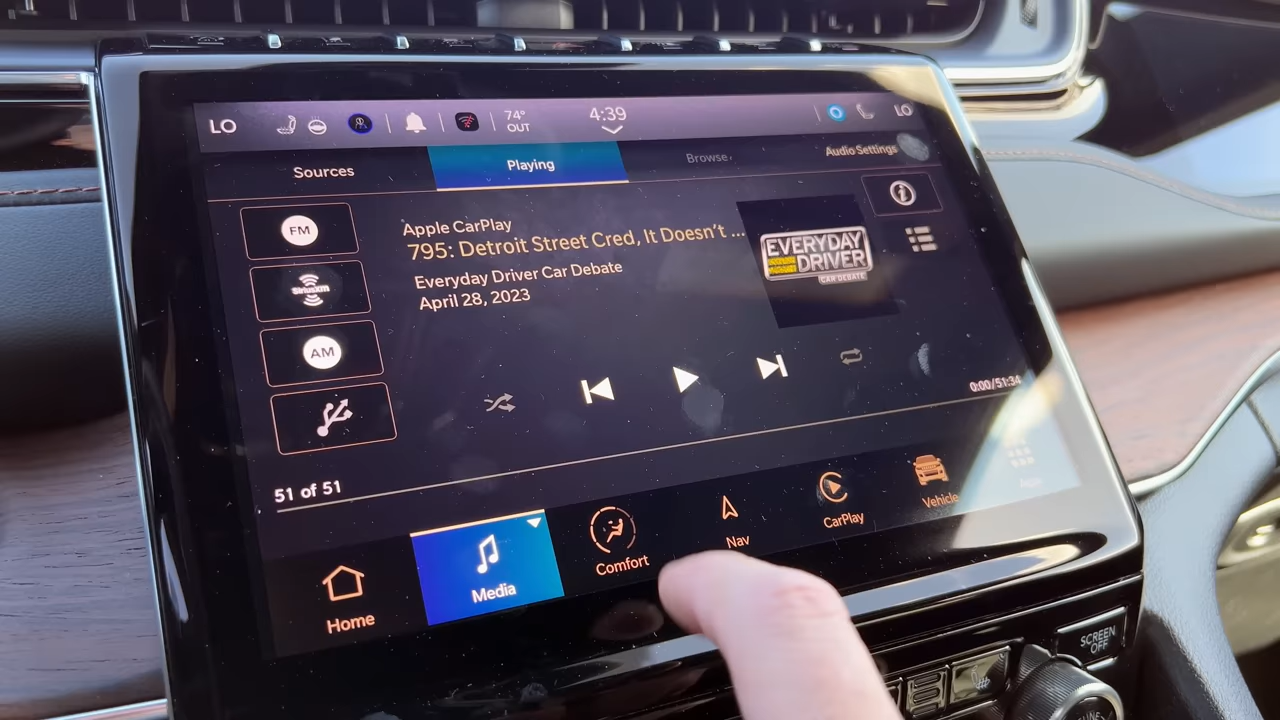 LO
74°
OUT
4:39
LO
Sources
Playing
Browse
Audio Settings
FM
SiriusXM
AM
Apple CarPlay
795: Detroit Street Cred, It Doesn't ...
Everyday Driver Car Debate
April 28, 2023
EVERYDAY
DRIVER
CAR DEBATE
0:00/51:34
51 of 51
Home
Media
Comfort
Nav
CarPlay
Vehicle
Apps
SCREEN
OFF